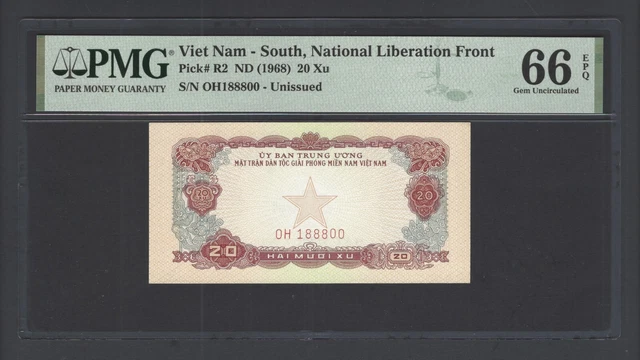 PMG
PAPER MONEY GUARANTY
Viet Nam - South, National Liberation Front
Pick# R2 ND (1968) 20 Xu
S/N OH188800 - Unissued
66
EPQ
Gem Uncirculated
ỦY BAN TRUNG ƯƠNG
MẶT TRẬN DÂN TỘC GIẢI PHÓNG MIỀN NAM VIỆT NAM
20
20
OH 188800
20
HAI MƯƠI XU
20